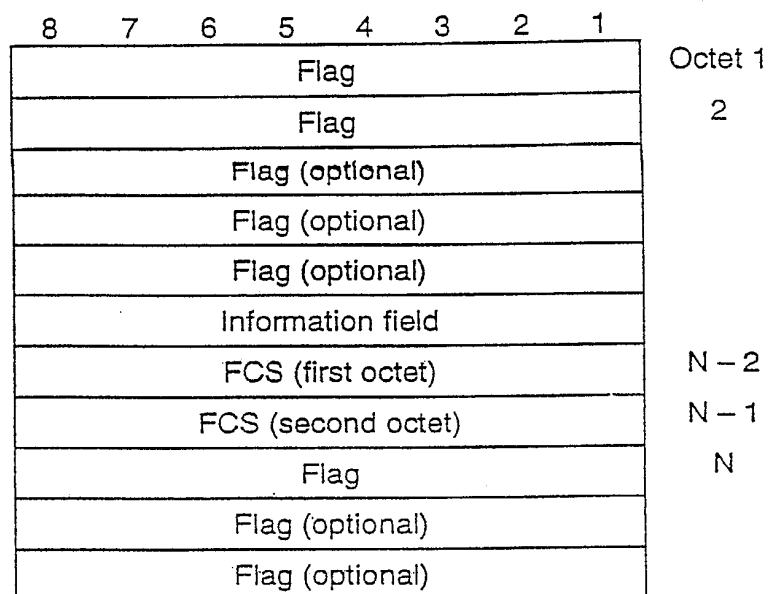 8 7 6 5 4 3 2 1
Flag Octet 1
Flag 2
Flag (optional)
Flag (optional)
Flag (optional)
Information field
FCS (first octet) N – 2
FCS (second octet) N – 1
Flag N
Flag (optional)
Flag (optional)